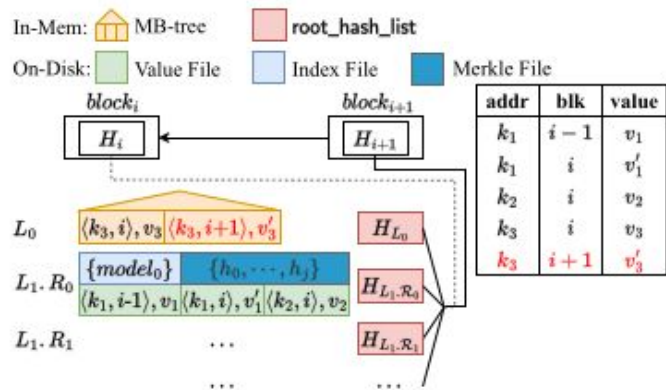 In-Mem: MB-tree root_hash_list
On-Disk: Value File Index File Merkle File
block_i block_{i+1}
H_i H_{i+1}
addr blk value
k_1 i − 1 v_1
k_1 i v'_1
k_2 i v_2
k_3 i v_3
k_3 i + 1 v'_3
L_0 ⟨k_3, i⟩, v_3 ⟨k_3, i+1⟩, v'_3 H_{L_0}
L_1.R_0 {model_0} {h_0, ⋯, h_j} H_{L_1.R_0}
⟨k_1, i-1⟩, v_1 ⟨k_1, i⟩, v'_1 ⟨k_2, i⟩, v_2
L_1.R_1 ... H_{L_1.R_1}
... ...